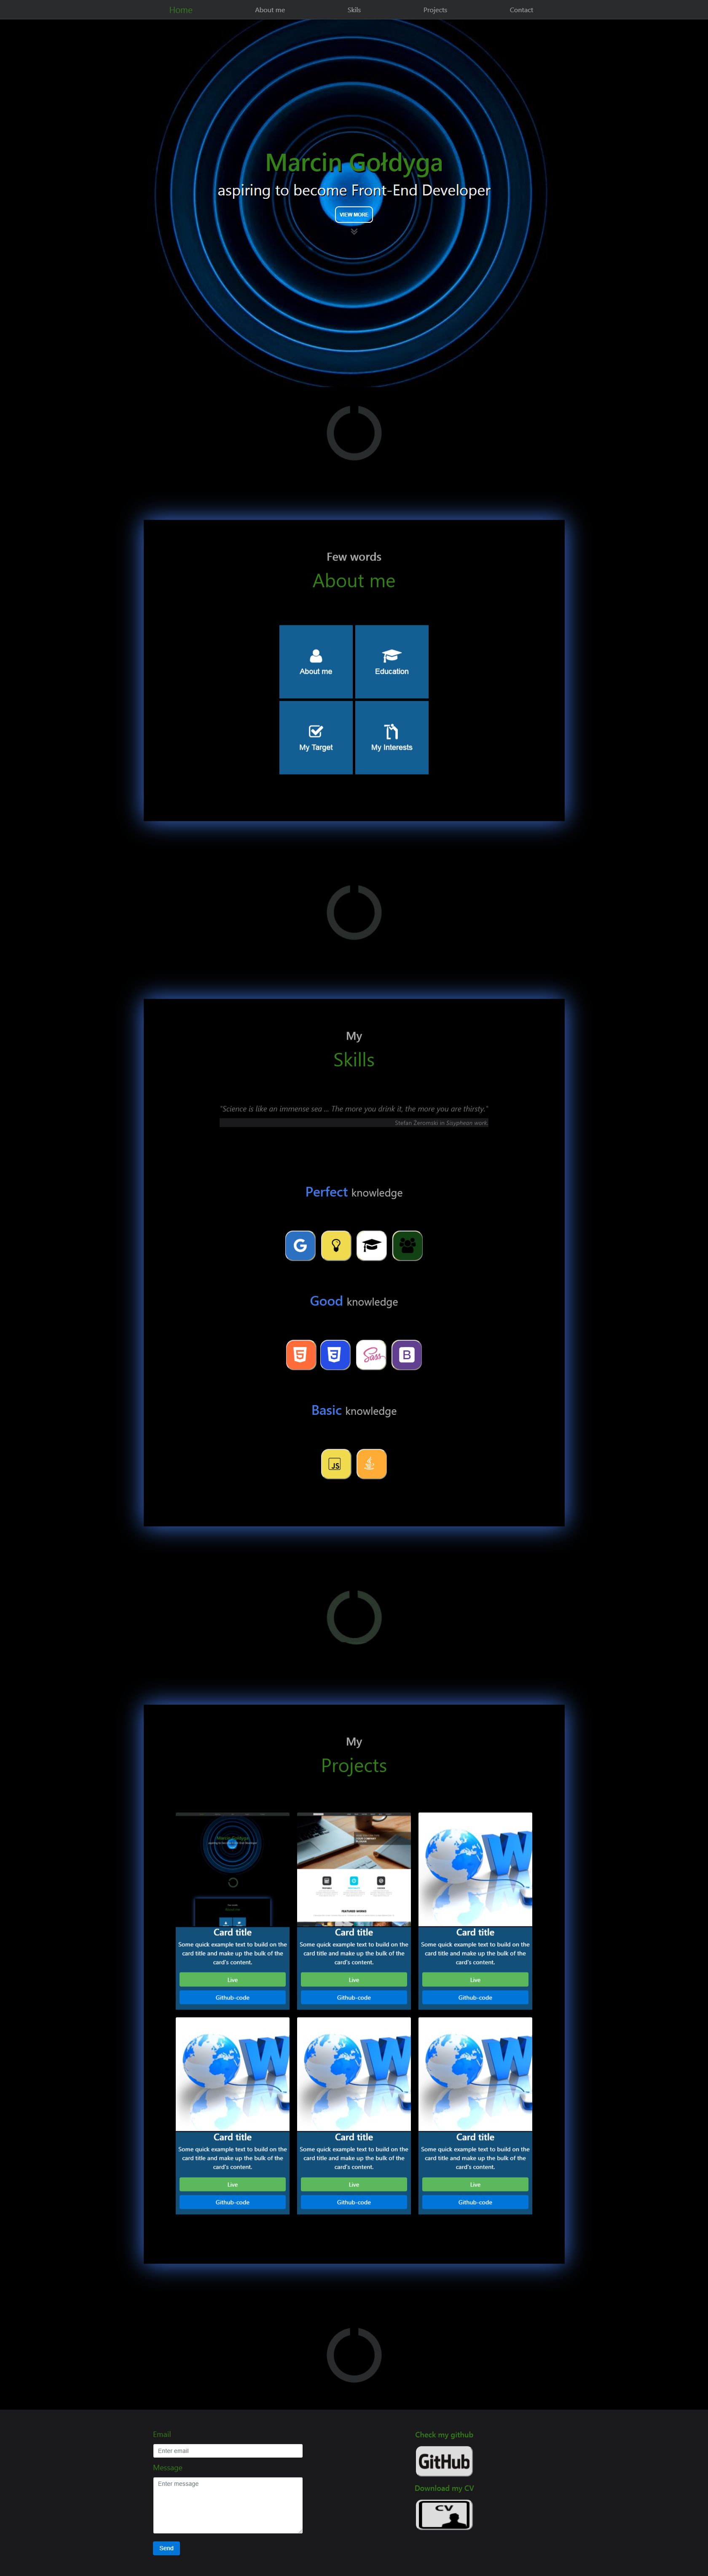 Home About me Skils Projects Contact
Marcin Gołdyga
aspiring to become Front-End Developer
VIEW MORE
Few words
About me
About me Education
My Target My Interests
My
Skills
"Science is like an immense sea ... The more you drink it, the more you are thirsty."
Stefan Żeromski in Sisyphean work
Perfect knowledge
Good knowledge
Basic knowledge
JS
My
Projects
Card title Card title Card title
Some quick example text to build on the Some quick example text to build on the Some quick example text to build on the
card title and make up the bulk of the card title and make up the bulk of the card title and make up the bulk of the
card's content. card's content. card's content.
Live Live Live
Github-code Github-code Github-code
Card title Card title Card title
Some quick example text to build on the Some quick example text to build on the Some quick example text to build on the
card title and make up the bulk of the card title and make up the bulk of the card title and make up the bulk of the
card's content. card's content. card's content.
Live Live Live
Github-code Github-code Github-code
Email
Enter email
Message
Enter message
Send
Check my github
GitHub
Download my CV
CV